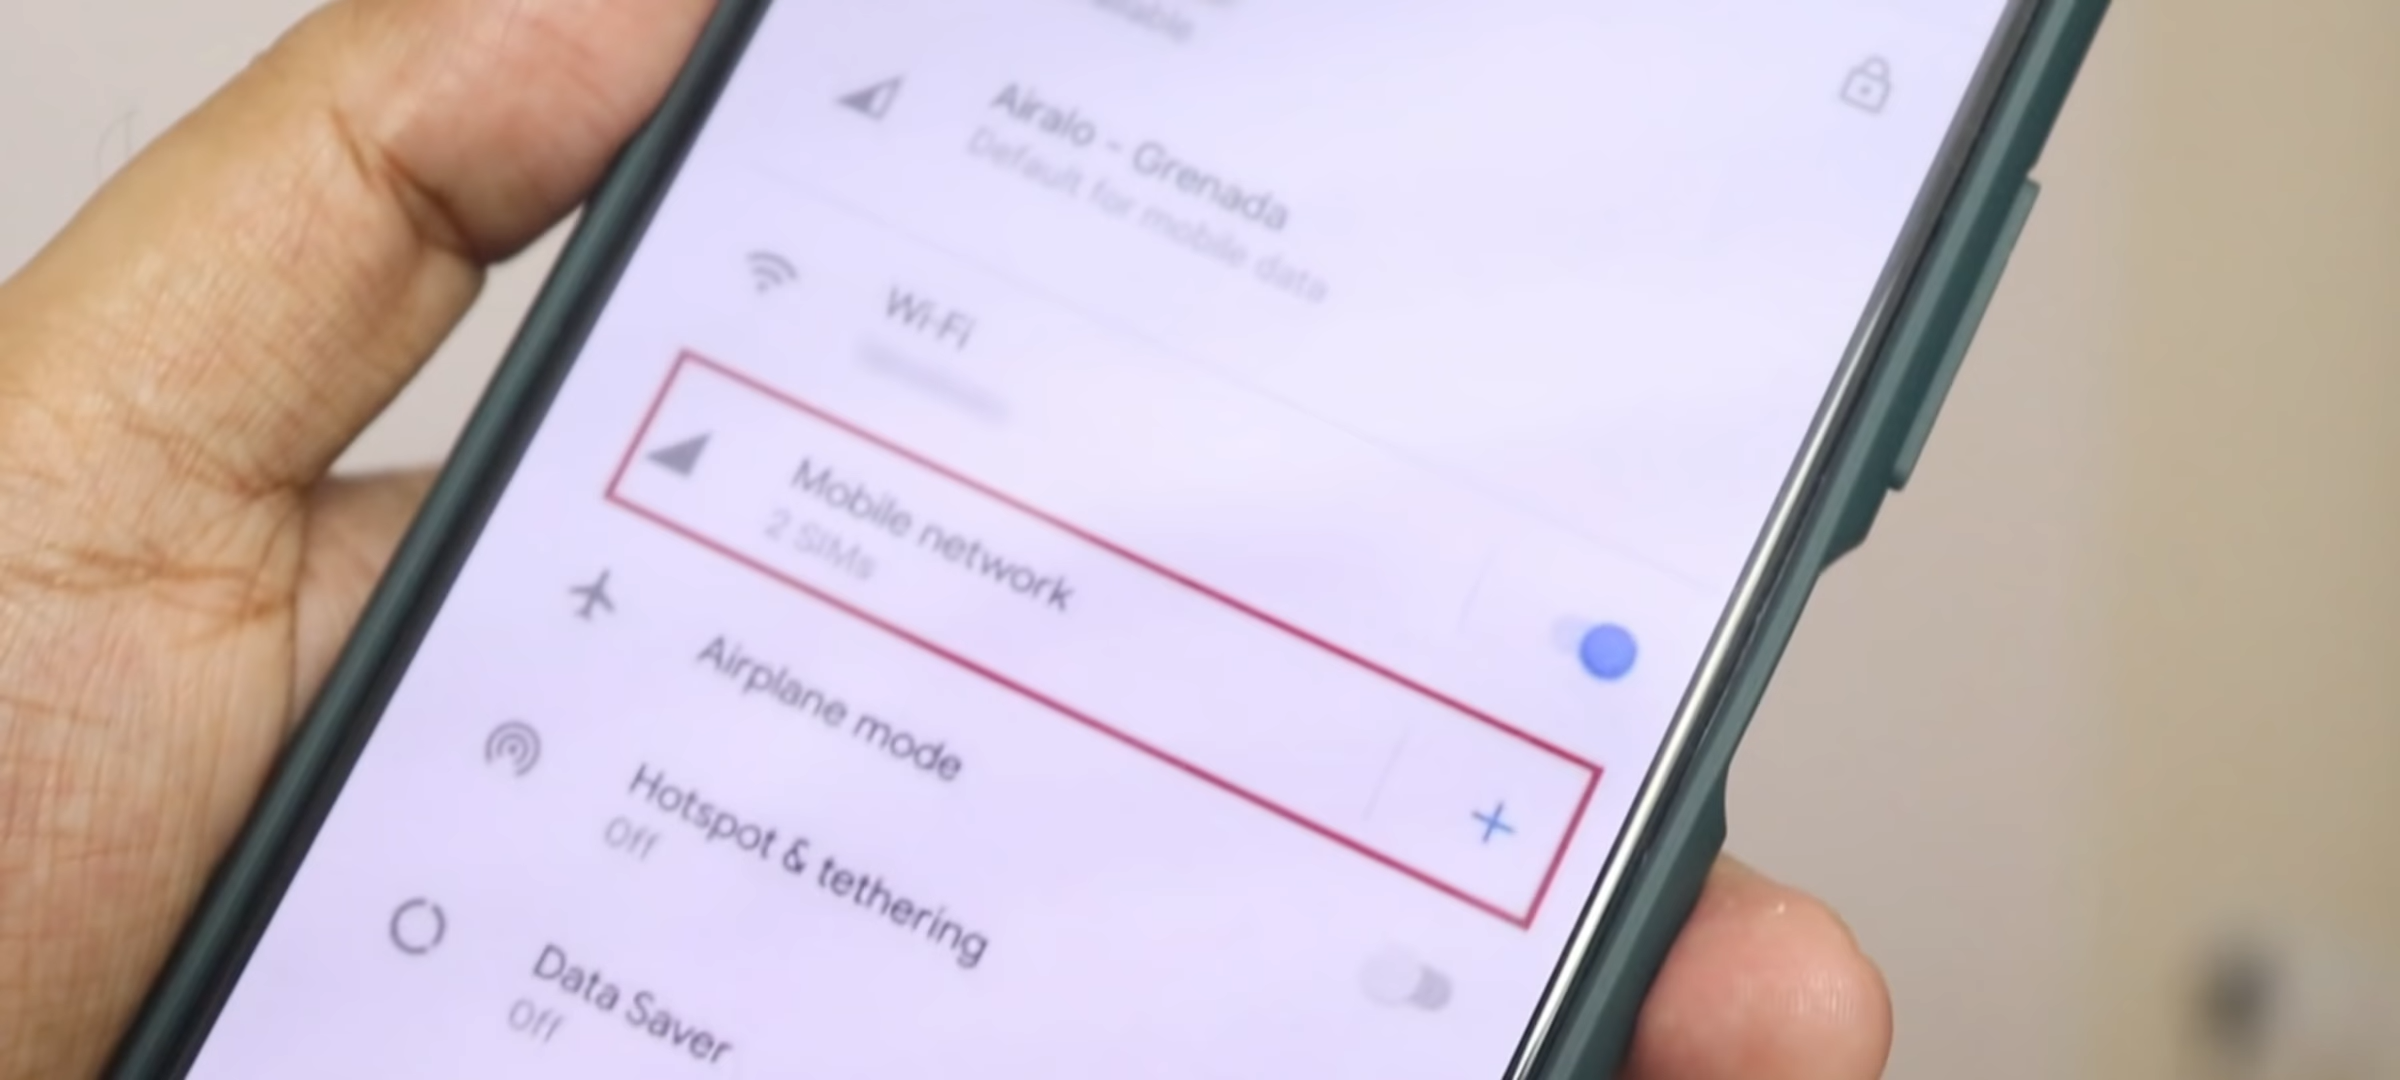 Airalo - Grenada
Default for mobile data
Wi-Fi
Mobile network
2 SIMs
Airplane mode
Hotspot & tethering
Off
Data Saver
Off